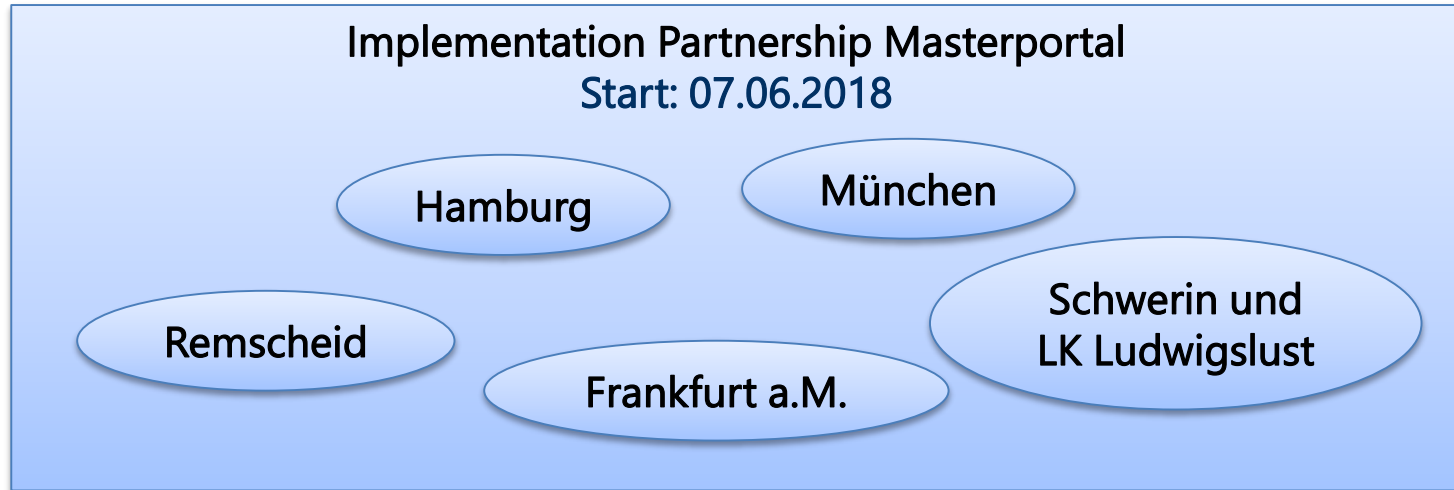 Implementation Partnership Masterportal
Start: 07.06.2018
Hamburg
München
Schwerin und
LK Ludwigslust
Remscheid
Frankfurt a.M.